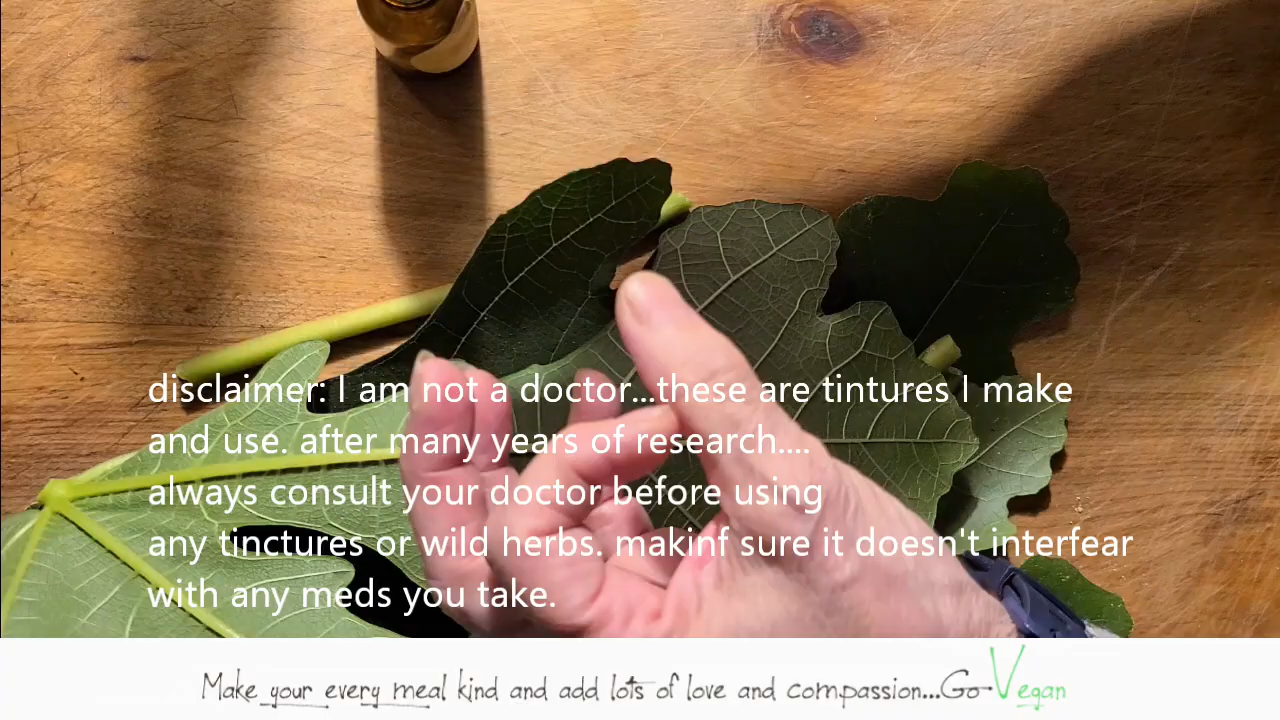 disclaimer: I am not a doctor...these are tintures I make
and use. after many years of research....
always consult your doctor before using
any tinctures or wild herbs. makinf sure it doesn't interfear
with any meds you take.
Make your every meal kind and add lots of love and compassion...Go Vegan